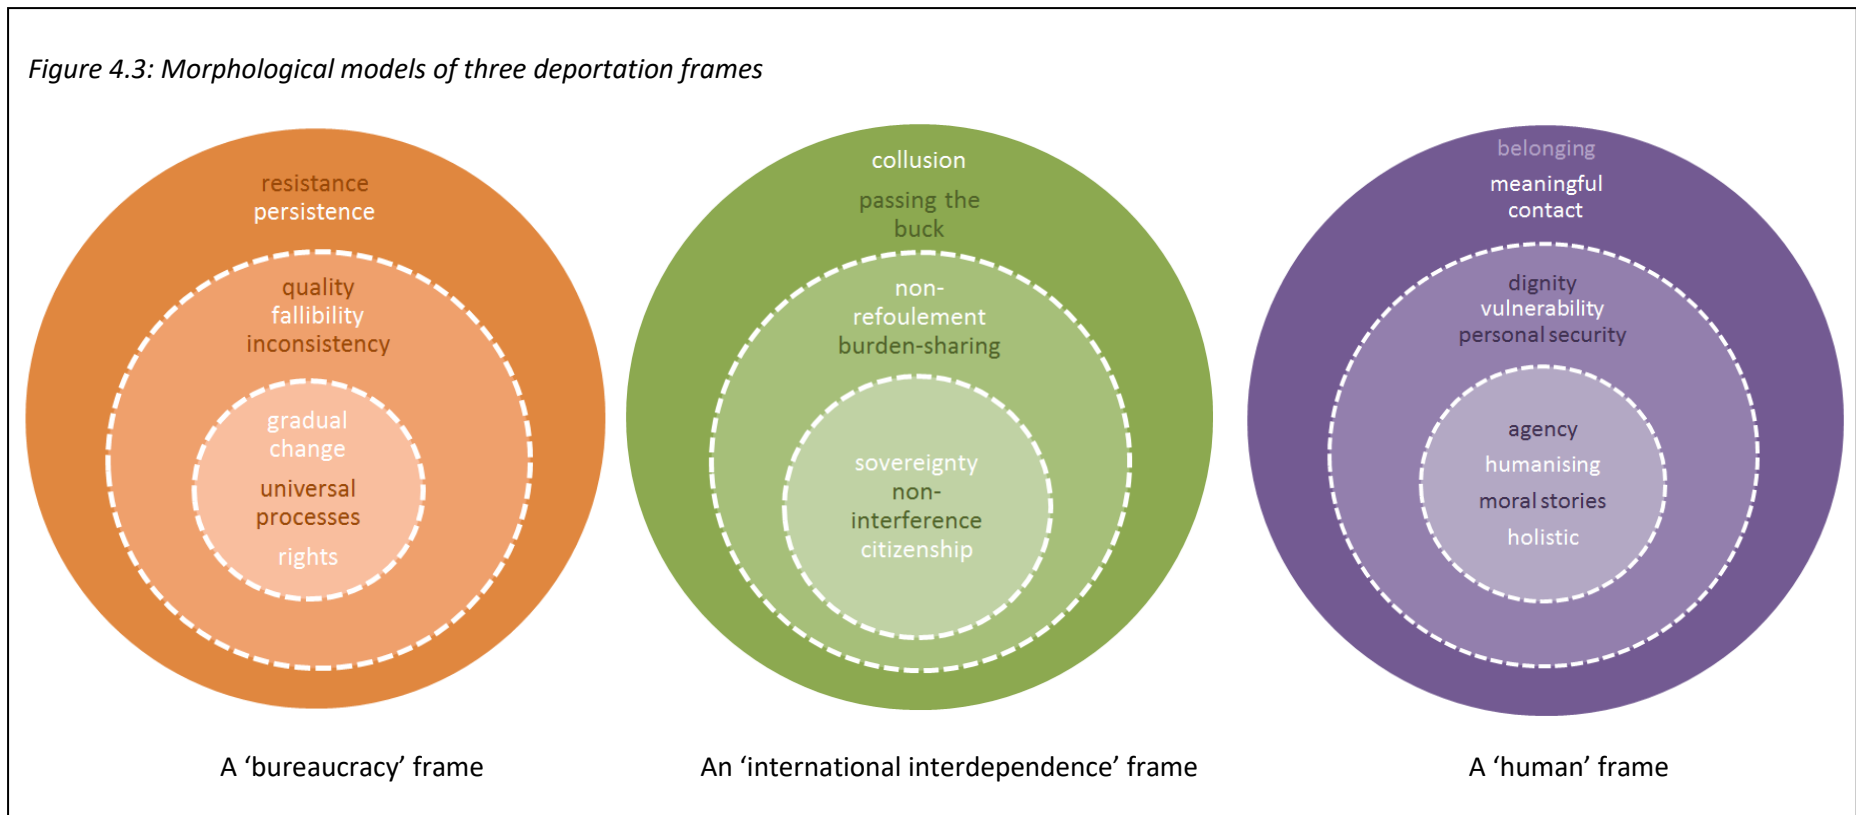 Figure 4.3: Morphological models of three deportation frames
resistance
persistence
quality
fallibility
inconsistency
gradual
change
universal
processes
rights
A ‘bureaucracy’ frame
collusion
passing the
buck
non-
refoulement
burden-sharing
sovereignty
non-
interference
citizenship
An ‘international interdependence’ frame
belonging
meaningful
contact
dignity
vulnerability
personal security
agency
humanising
moral stories
holistic
A ‘human’ frame